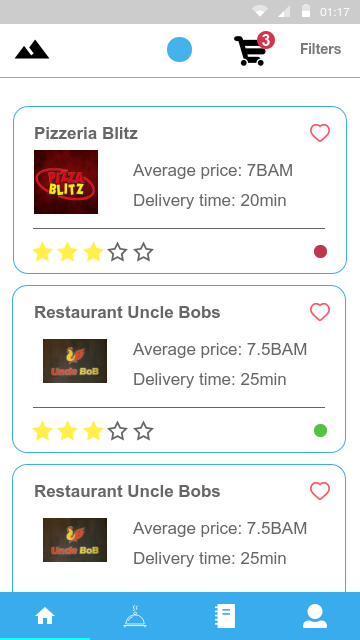 01:17
3
Filters
Pizzeria Blitz
PIZZA
BLITZ
Average price: 7BAM
Delivery time: 20min
Restaurant Uncle Bobs
Uncle BoB
Average price: 7.5BAM
Delivery time: 25min
Restaurant Uncle Bobs
Uncle BoB
Average price: 7.5BAM
Delivery time: 25min